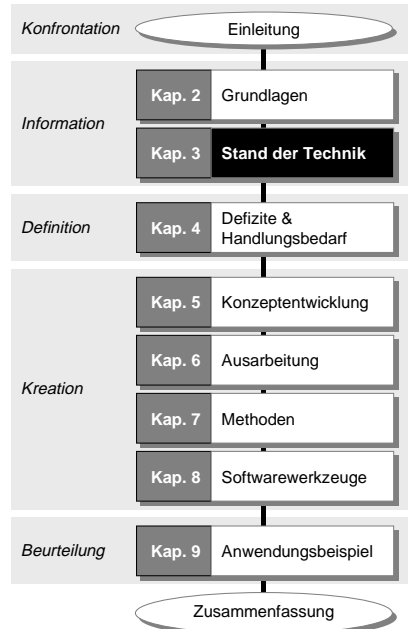 Konfrontation
Einleitung
Information
Kap. 2 Grundlagen
Kap. 3 Stand der Technik
Definition
Kap. 4 Defizite &
Handlungsbedarf
Kreation
Kap. 5 Konzeptentwicklung
Kap. 6 Ausarbeitung
Kap. 7 Methoden
Kap. 8 Softwarewerkzeuge
Beurteilung
Kap. 9 Anwendungsbeispiel
Zusammenfassung